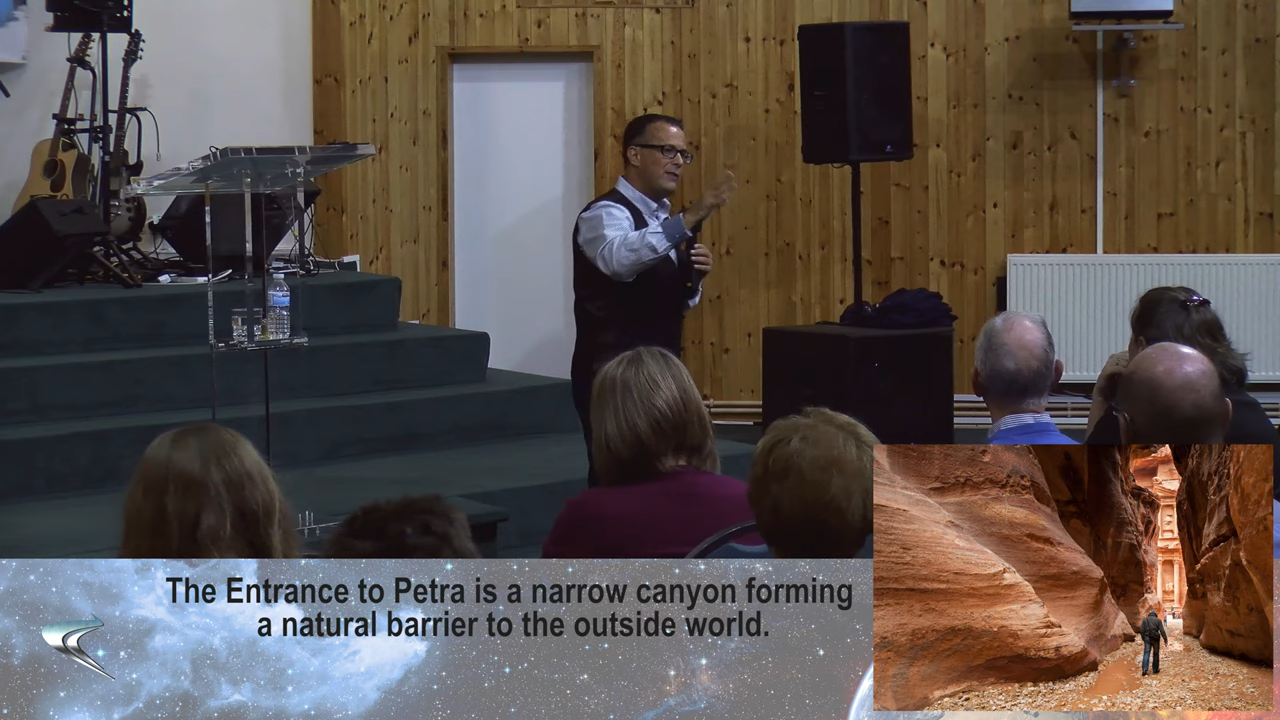 The Entrance to Petra is a narrow canyon forming
a natural barrier to the outside world.